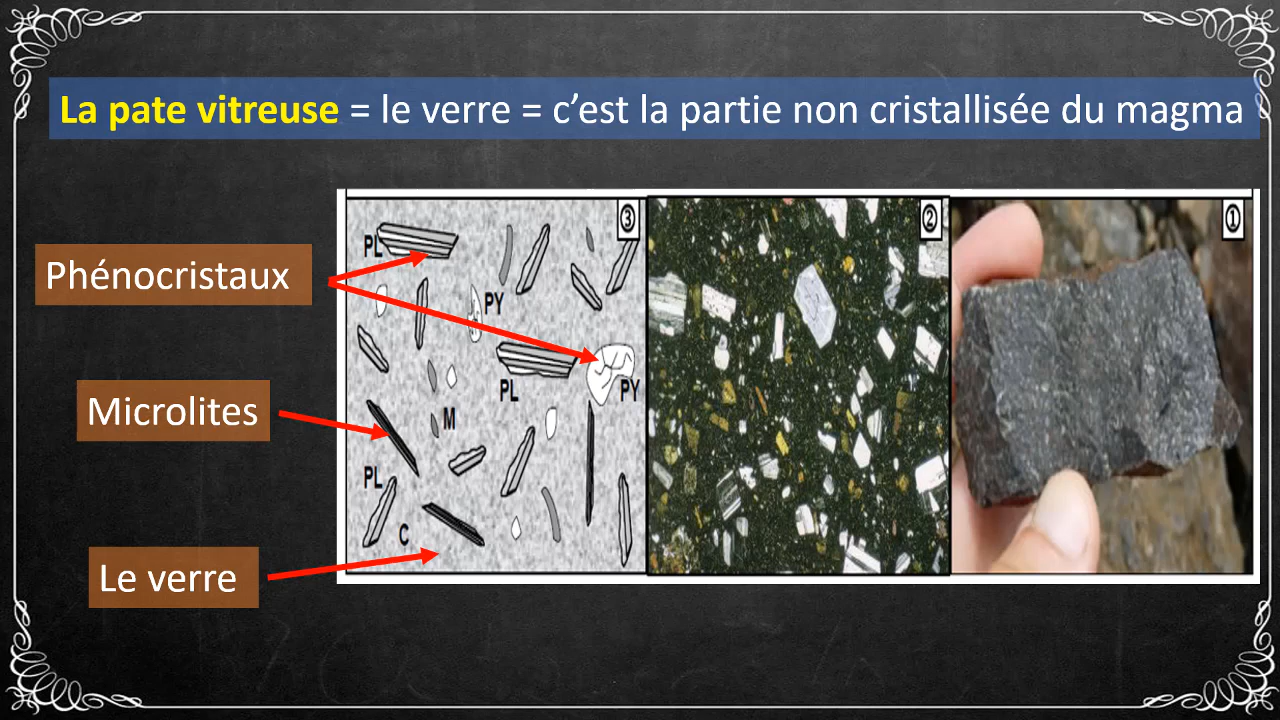 La pate vitreuse = le verre = c’est la partie non cristallisée du magma
③ ② ①
PL
Phénocristaux
PY
PL PY
Microlites
M
PL
C
Le verre